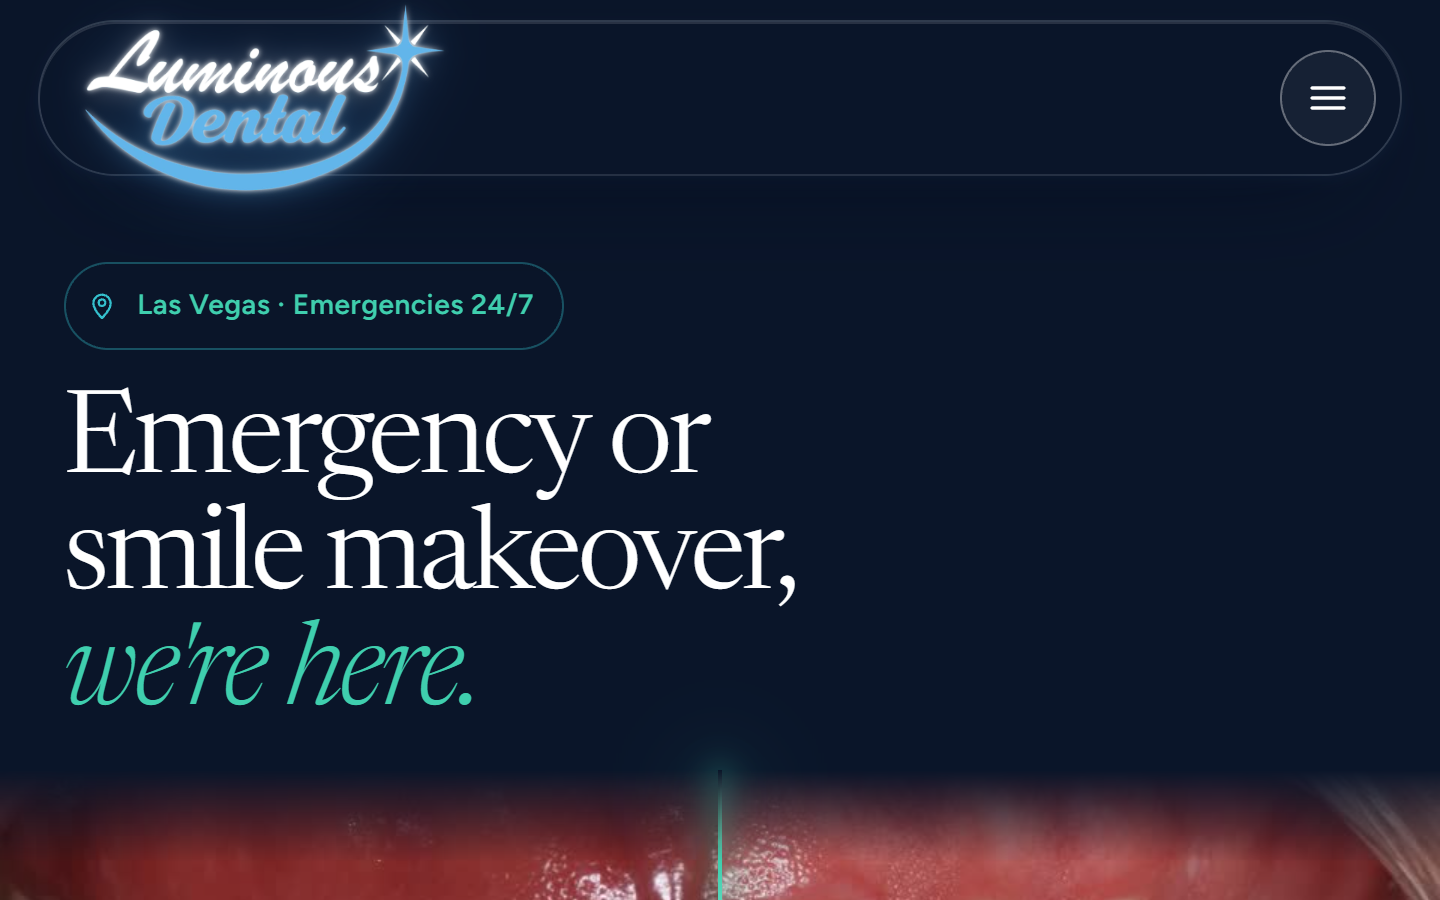 Luminous
Dental
Las Vegas · Emergencies 24/7
Emergency or
smile makeover,
we're here.